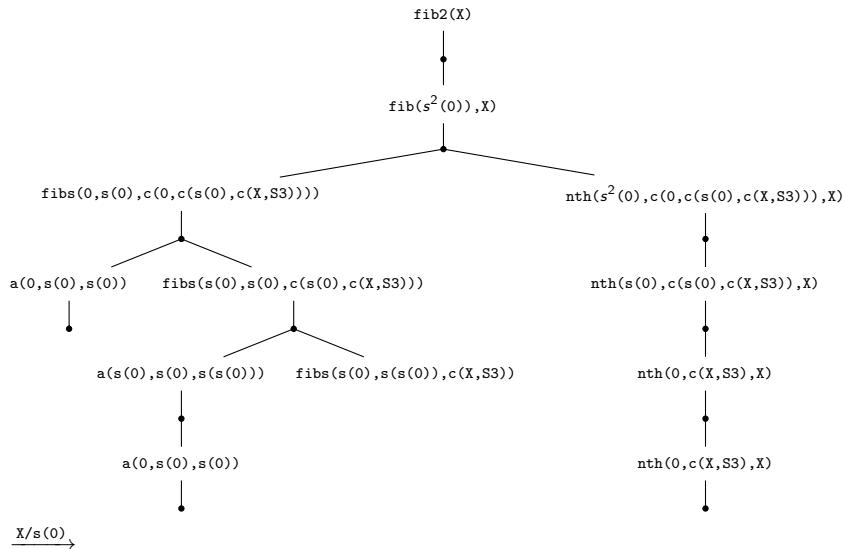 fib2(X)
fib(s²(0)),X)
fibs(0,s(0),c(0,c(s(0),c(X,S3)))) nth(s²(0),c(0,c(s(0),c(X,S3))),X)
a(0,s(0),s(0)) fibs(s(0),s(0),c(s(0),c(X,S3))) nth(s(0),c(s(0),c(X,S3)),X)
a(s(0),s(0),s(s(0))) fibs(s(0),s(s(0)),c(X,S3)) nth(0,c(X,S3),X)
a(0,s(0),s(0)) nth(0,c(X,S3),X)
X/s(0)